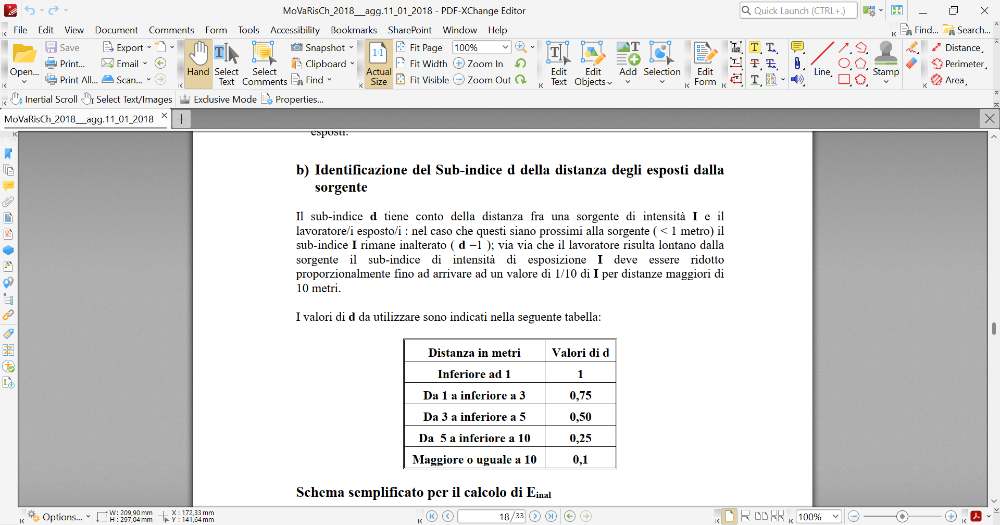 MoVaRisCh_2018__agg.11_01_2018 - PDF-XChange Editor
Quick Launch (CTRL+.)
File Edit View Document Comments Form Tools Accessibility Bookmarks SharePoint Window Help
Find... Search...
Open...
Save
Print...
Print All...
Export
Email
Scan...
Hand
Select Text
Select Comments
Snapshot
Clipboard
Find
1:1
Actual Size
Fit Page
Fit Width
Fit Visible
100%
Zoom In
Zoom Out
Edit Text
Edit Objects
Add
Selection
Edit Form
Line
Stamp
Distance
Perimeter
Area
Inertial Scroll Select Text/Images Exclusive Mode Properties...
MoVaRisCh_2018__agg.11_01_2018
esposti.
b) Identificazione del Sub-indice d della distanza degli esposti dalla
sorgente
Il sub-indice d tiene conto della distanza fra una sorgente di intensità I e il
lavoratore/i esposto/i : nel caso che questi siano prossimi alla sorgente ( < 1 metro) il
sub-indice I rimane inalterato ( d =1 ); via via che il lavoratore risulta lontano dalla
sorgente il sub-indice di intensità di esposizione I deve essere ridotto
proporzionalmente fino ad arrivare ad un valore di 1/10 di I per distanze maggiori di
10 metri.
I valori di d da utilizzare sono indicati nella seguente tabella:
Distanza in metri Valori di d
Inferiore ad 1 1
Da 1 a inferiore a 3 0,75
Da 3 a inferiore a 5 0,50
Da 5 a inferiore a 10 0,25
Maggiore o uguale a 10 0,1
Schema semplificato per il calcolo di Einal
Options...
W: 209,90 mm
H: 297,04 mm
X: 172,33 mm
Y: 141,64 mm
18 / 33
100%